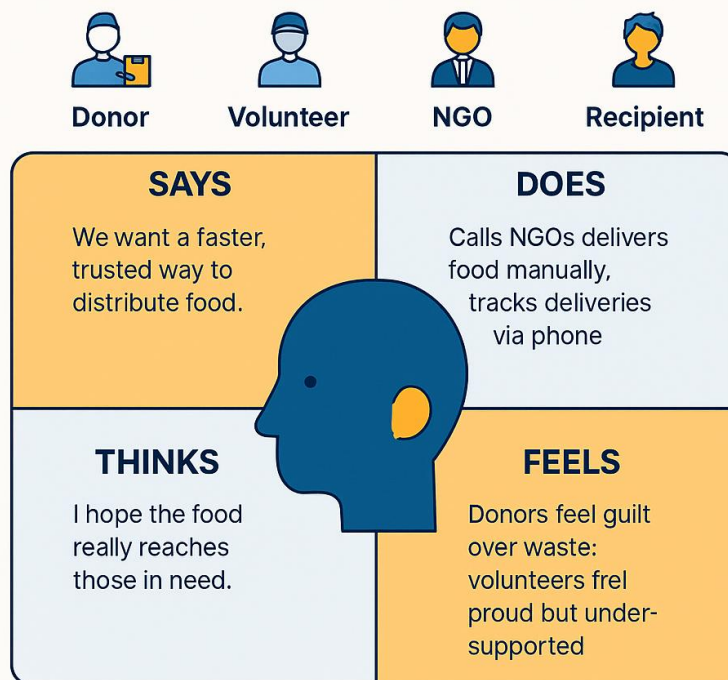 Donor
Volunteer
NGO
Recipient
SAYS
We want a faster,
trusted way to
distribute food.
DOES
Calls NGOs delivers
food manually,
tracks deliveries
via phone
THINKS
I hope the food
really reaches
those in need.
FEELS
Donors feel guilt
over waste:
volunteers frel
proud but under-
supported